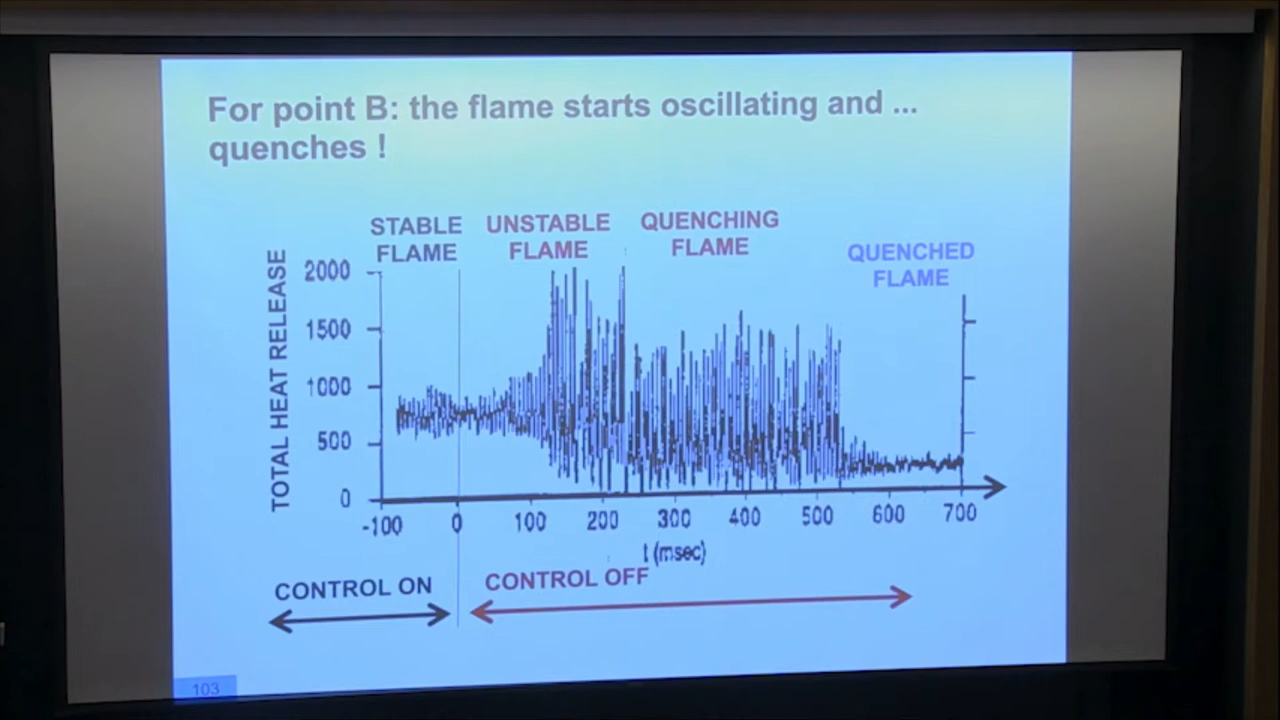 For point B: the flame starts oscillating and ...
quenches !
STABLE
FLAME
UNSTABLE
FLAME
QUENCHING
FLAME
QUENCHED
FLAME
TOTAL HEAT RELEASE
2000
1500
1000
500
0
-100 0 100 200 300 400 500 600 700
t (msec)
CONTROL ON
CONTROL OFF
103